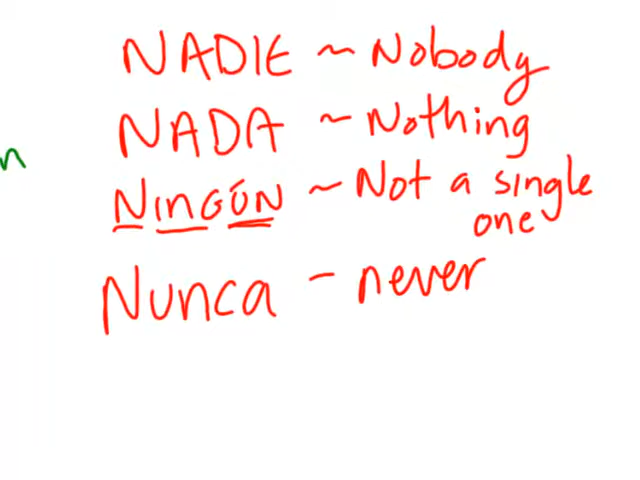 NADIE ~ Nobody
NADA ~ Nothing
n
NINGÚN ~ Not a single
one
Nunca - never